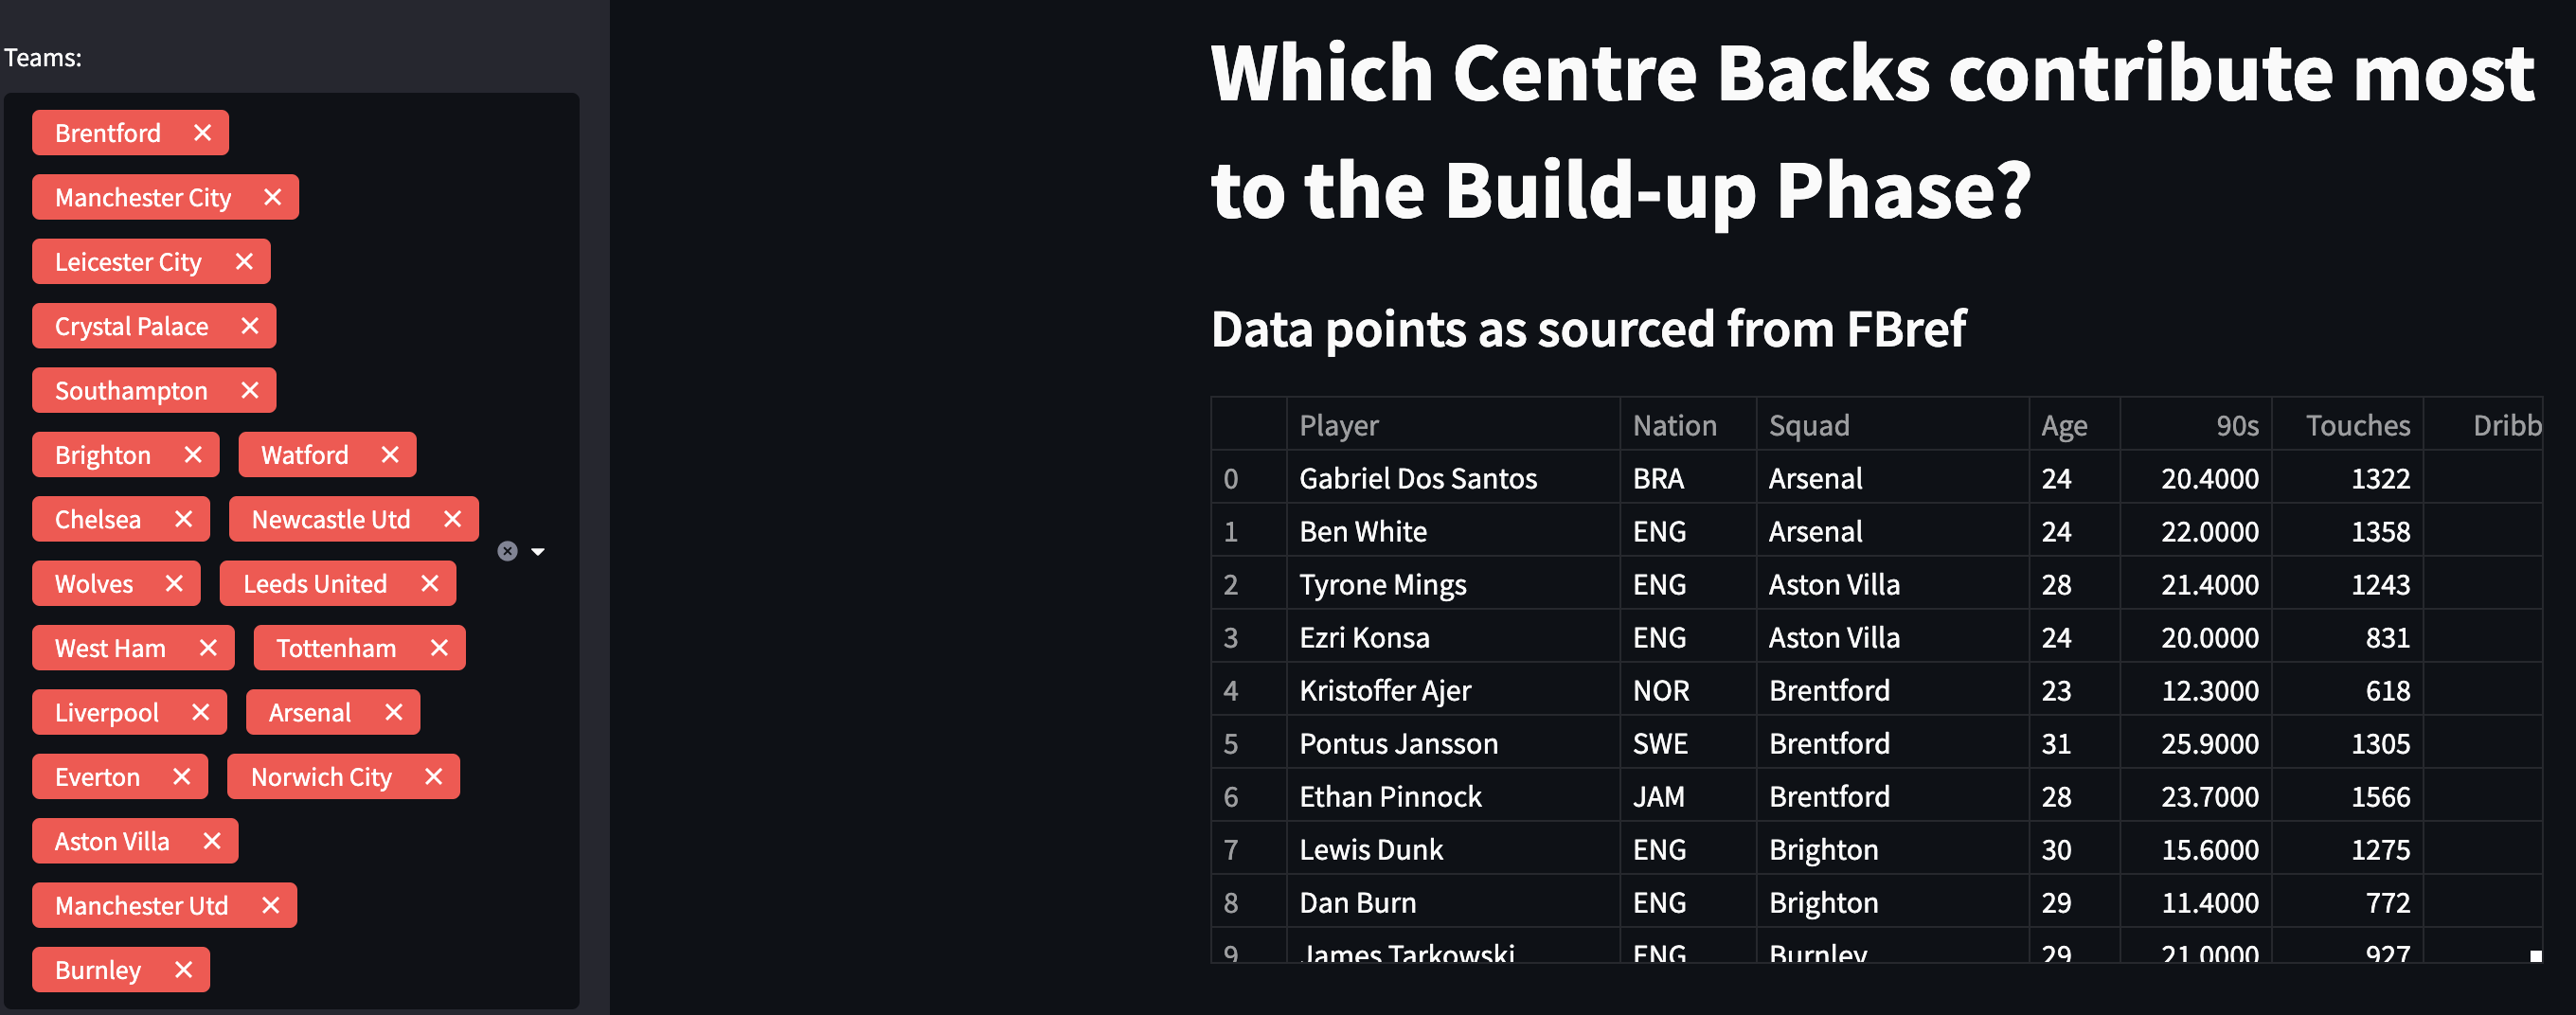 Teams:
Brentford
Manchester City
Leicester City
Crystal Palace
Southampton
Brighton Watford
Chelsea Newcastle Utd
Wolves Leeds United
West Ham Tottenham
Liverpool Arsenal
Everton Norwich City
Aston Villa
Manchester Utd
Burnley
Which Centre Backs contribute most
to the Build-up Phase?
Data points as sourced from FBref
Player Nation Squad Age 90s Touches Dribb
0 Gabriel Dos Santos BRA Arsenal 24 20.4000 1322
1 Ben White ENG Arsenal 24 22.0000 1358
2 Tyrone Mings ENG Aston Villa 28 21.4000 1243
3 Ezri Konsa ENG Aston Villa 24 20.0000 831
4 Kristoffer Ajer NOR Brentford 23 12.3000 618
5 Pontus Jansson SWE Brentford 31 25.9000 1305
6 Ethan Pinnock JAM Brentford 28 23.7000 1566
7 Lewis Dunk ENG Brighton 30 15.6000 1275
8 Dan Burn ENG Brighton 29 11.4000 772
9 James Tarkowski ENG Burnley 29 21.0000 927